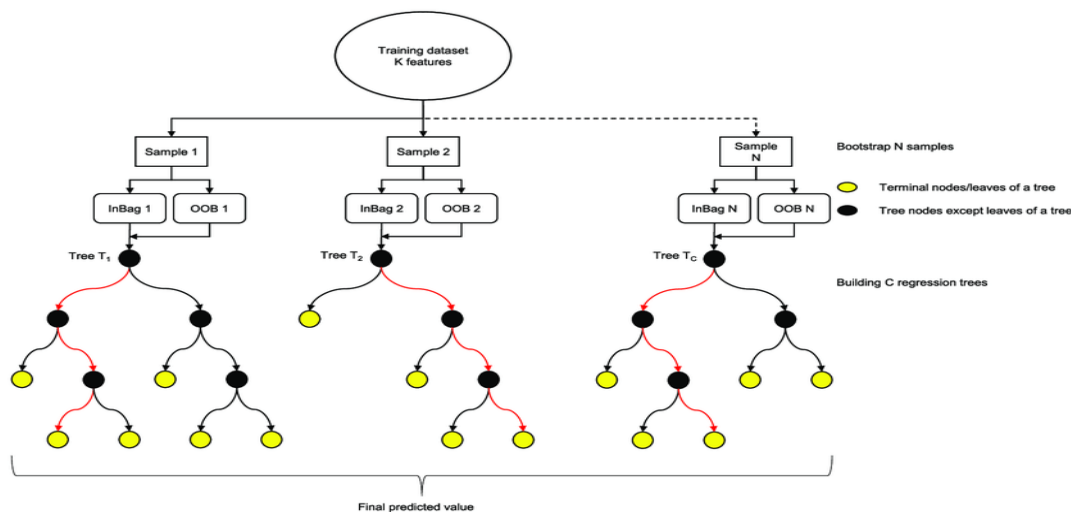 Training dataset
K features
Sample 1
Sample 2
Sample
N
Bootstrap N samples
InBag 1
OOB 1
InBag 2
OOB 2
InBag N
OOB N
Terminal nodes/leaves of a tree
Tree nodes except leaves of a tree
Tree T1
Tree T2
Tree TC
Building C regression trees
Final predicted value